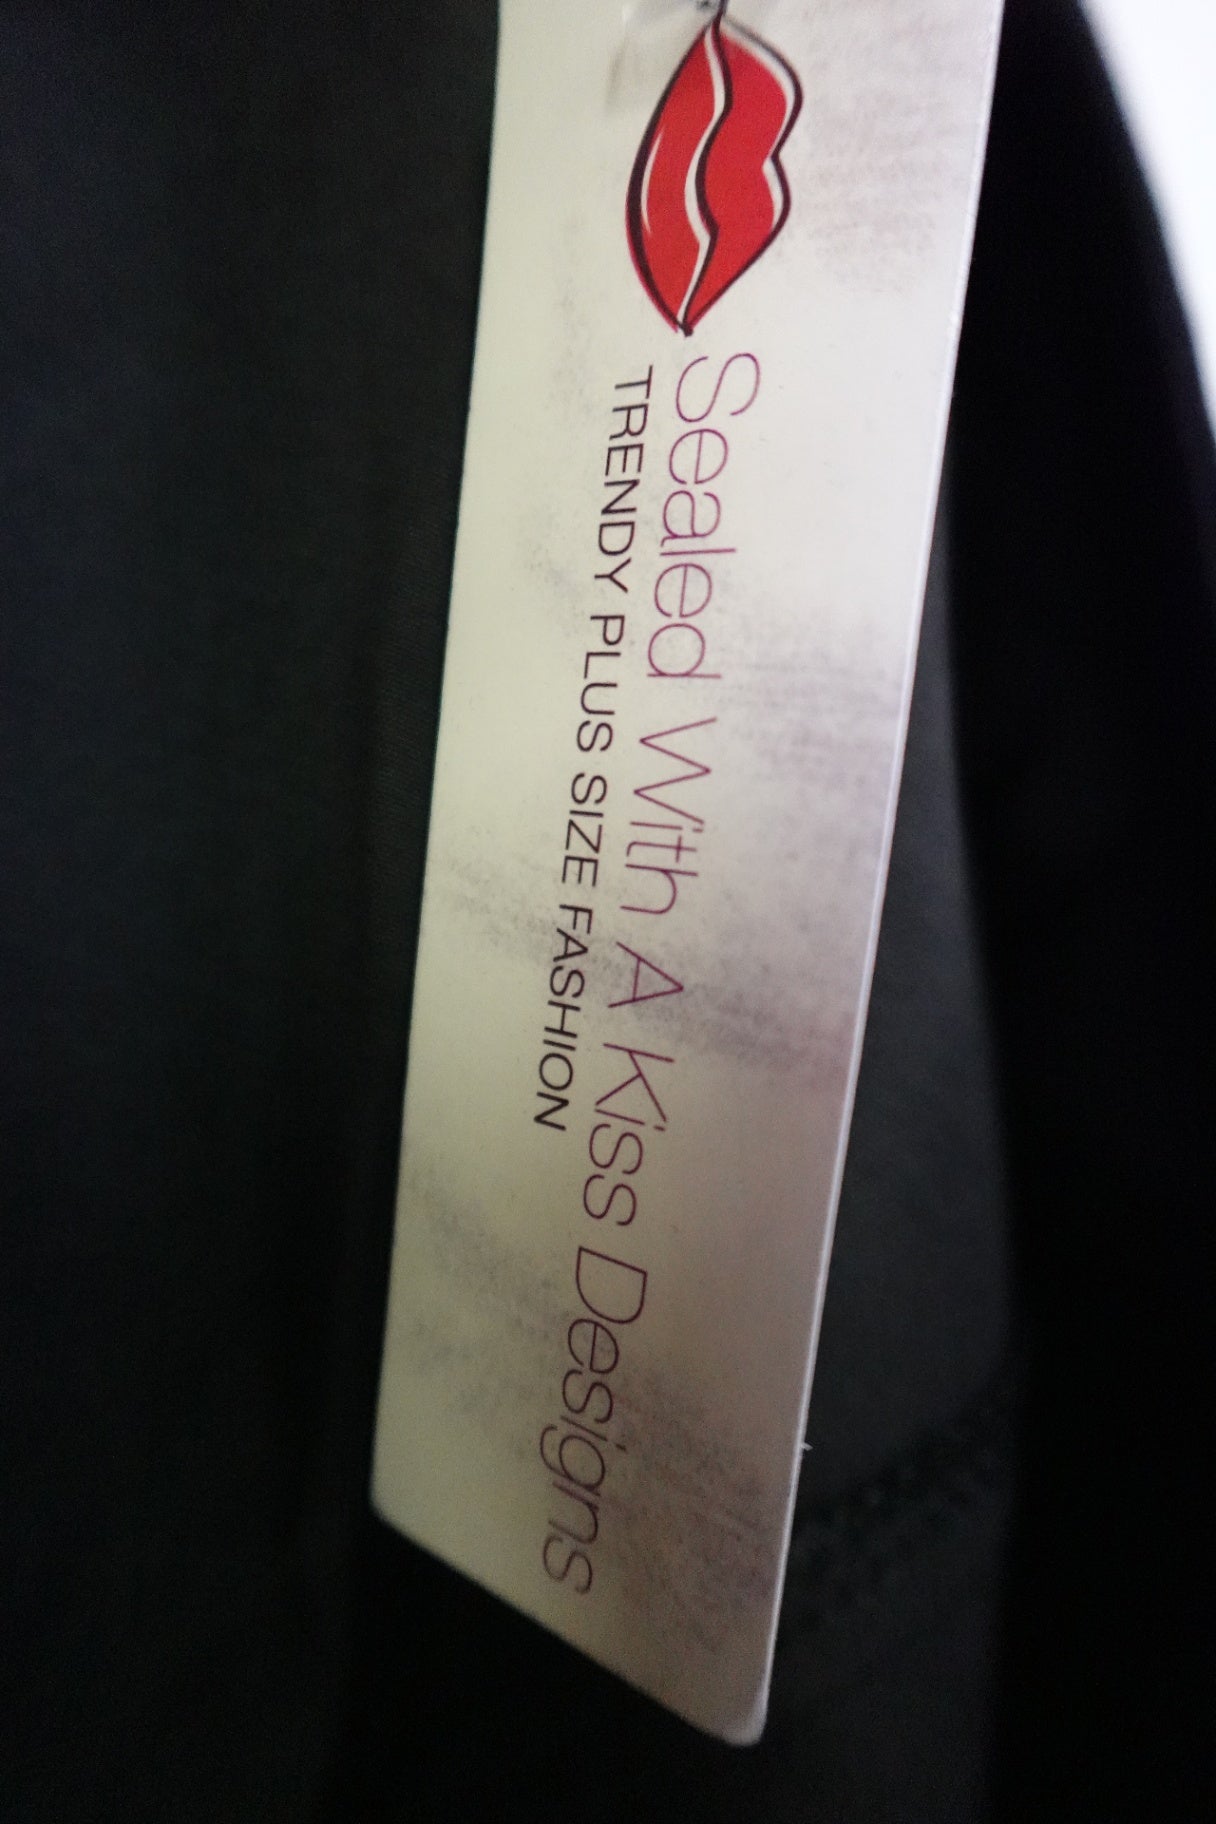 Sealed With A Kiss Designs
TRENDY PLUS SIZE FASHION